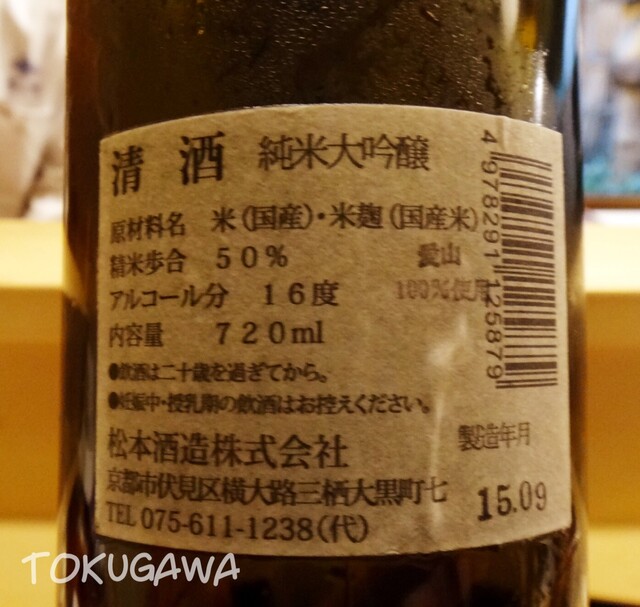 清酒 純米大吟醸
原材料名 米(国産)・米麹(国産米)
精米歩合 50% 愛山
アルコール分 16度 100%使用
内容量 720ml
●飲酒は二十歳を過ぎてから。
●妊娠中・授乳期の飲酒はお控えください。
松本酒造株式会社 製造年月
京都市伏見区横大路三栖大黒町七
TEL 075-611-1238(代) 15.09
4 978291 125879
TOKUGAWA